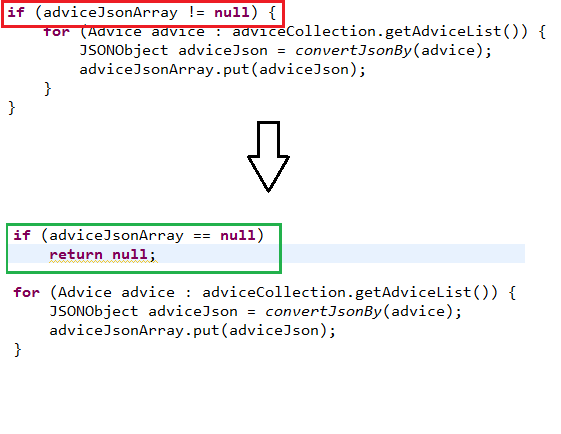 if (adviceJsonArray != null) {
    for (Advice advice : adviceCollection.getAdviceList()) {
        JSONObject adviceJson = convertJsonBy(advice);
        adviceJsonArray.put(adviceJson);
    }
}
if (adviceJsonArray == null)
    return null;
for (Advice advice : adviceCollection.getAdviceList()) {
    JSONObject adviceJson = convertJsonBy(advice);
    adviceJsonArray.put(adviceJson);
}